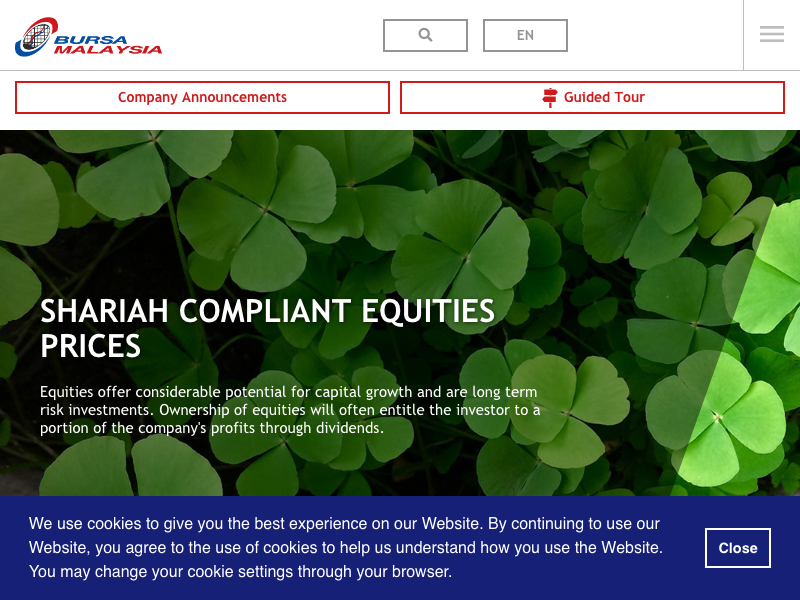 BURSA
MALAYSIA
EN
Company Announcements
Guided Tour
SHARIAH COMPLIANT EQUITIES
PRICES
Equities offer considerable potential for capital growth and are long term
risk investments. Ownership of equities will often entitle the investor to a
portion of the company's profits through dividends.
We use cookies to give you the best experience on our Website. By continuing to use our
Website, you agree to the use of cookies to help us understand how you use the Website.
You may change your cookie settings through your browser.
Close